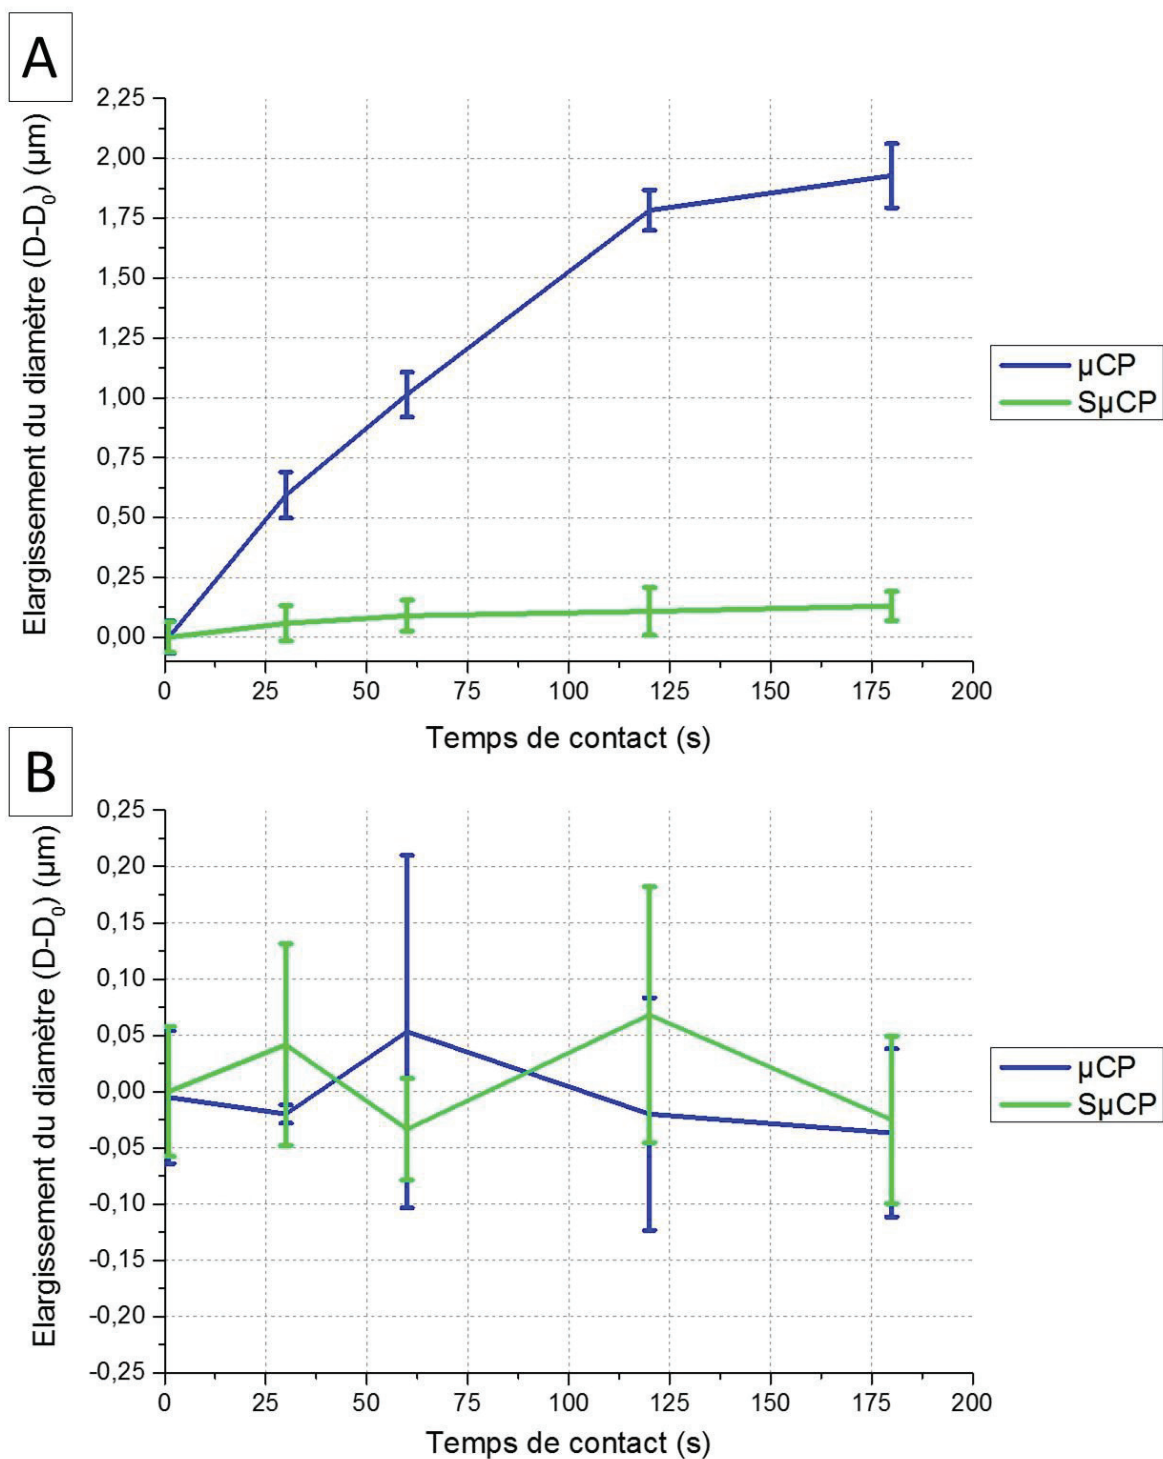 A
Elargissement du diamètre (D-D₀) (µm)
2,25
2,00
1,75
1,50
1,25
1,00
0,75
0,50
0,25
0,00
0 25 50 75 100 125 150 175 200
Temps de contact (s)
µCP
SµCP
B
Elargissement du diamètre (D-D₀) (µm)
0,25
0,20
0,15
0,10
0,05
0,00
-0,05
-0,10
-0,15
-0,20
-0,25
0 25 50 75 100 125 150 175 200
Temps de contact (s)
µCP
SµCP